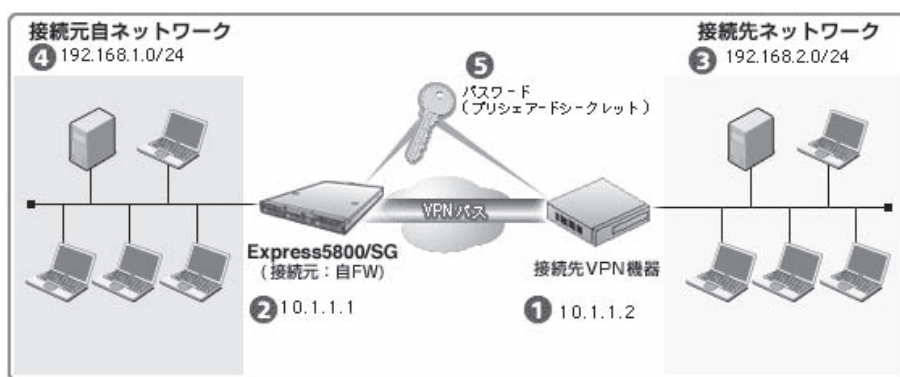 接続元自ネットワーク
④ 192.168.1.0/24
接続先ネットワーク
③ 192.168.2.0/24
⑤
パスワード
(プリシェアードシークレット)
VPN パス
Express5800/SG
(接続元:自FW)
② 10.1.1.1
接続先VPN機器
① 10.1.1.2